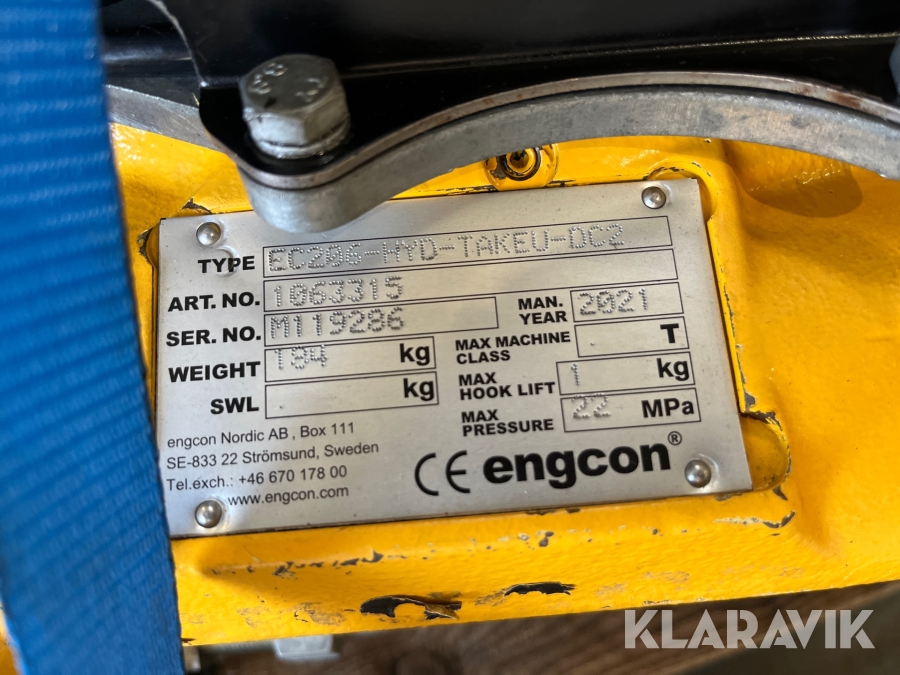 8.8
TYPE EC206-HYD-TAKEU-DC2
ART. NO. 1063315
SER. NO. M119286
MAN. YEAR 2021
WEIGHT 184 kg
MAX MACHINE CLASS T
SWL kg
MAX HOOK LIFT 1 kg
MAX PRESSURE 22 MPa
engcon Nordic AB , Box 111
SE-833 22 Strömsund, Sweden
Tel.exch.: +46 670 178 00
www.engcon.com
CE engcon®
KLARAVIK